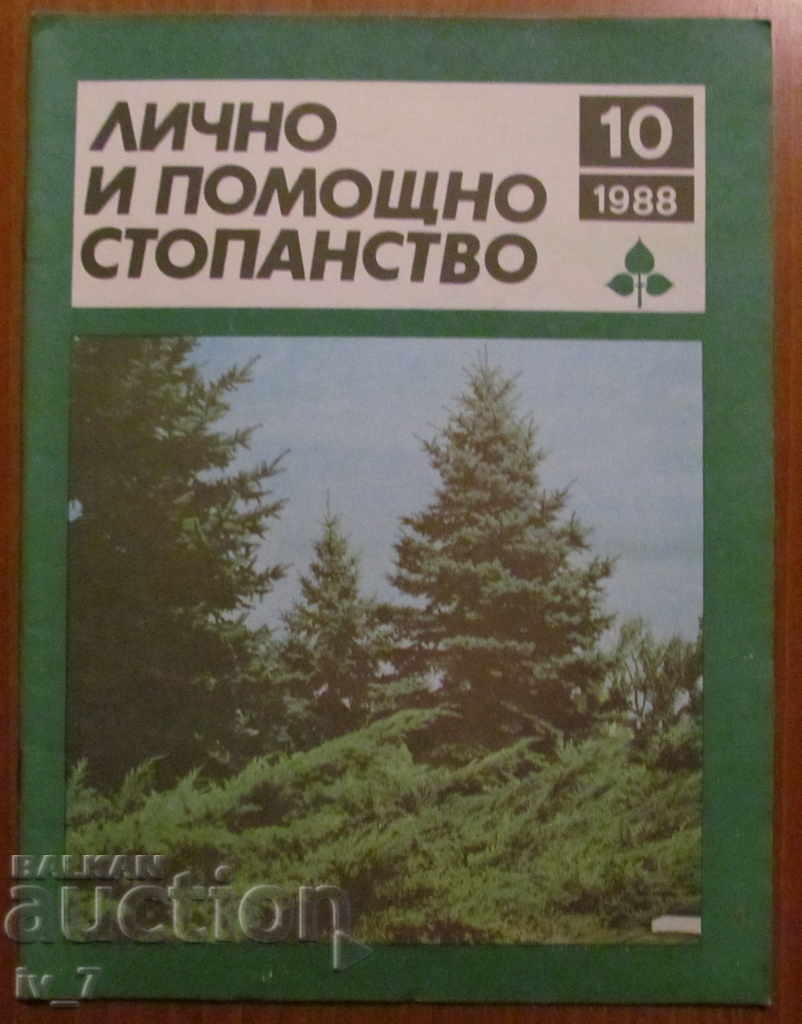 ЛИЧНО
И ПОМОЩНО
СТОПАНСТВО
10
1988
BALKAN
auction
iv_7